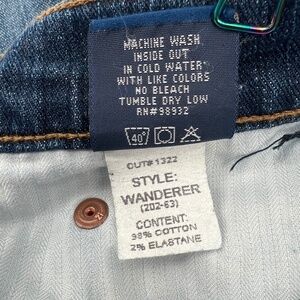 MACHINE WASH
INSIDE OUT
IN COLD WATER
WITH LIKE COLORS
NO BLEACH
TUMBLE DRY LOW
RN#98932
40°
CUT#1322
STYLE:
WANDERER
(202-63)
CONTENT:
98% COTTON
2% ELASTANE